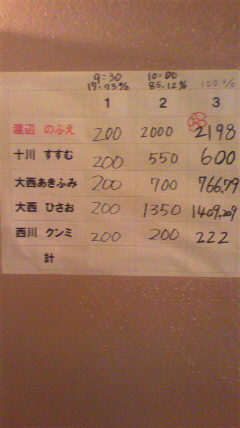 9:30 10:00
19.93% 85.12% 100%
1 2 3
渡辺 のぶえ 200 2000 2198
十川 すすむ 200 550 600
大西あきふみ 200 700 766,79
大西 ひさお 200 1350 1409,209
西川 クンミ 200 200 222
計